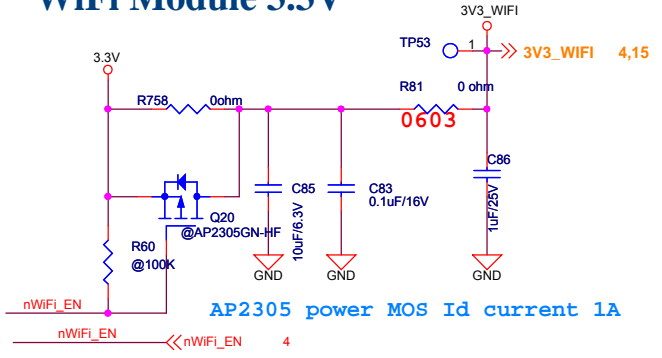 WiFi Module 3.3V
3V3_WIFI
TP53
1
3V3_WIFI 4,15
3.3V
R758 0ohm
R81 0 ohm
0603
C86
1uF/25V
C85
10uF/6.3V
C83
0.1uF/16V
Q20
@AP2305GN-HF
R60
@100K
GND
GND
GND
nWiFi_EN
AP2305 power MOS Id current 1A
nWiFi_EN
nWiFi_EN 4